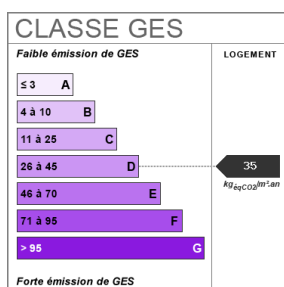 CLASSE GES
Faible émission de GES
LOGEMENT
≤ 3 A
4 à 10 B
11 à 25 C
26 à 45 D
35
kgéqCO2/m².an
46 à 70 E
71 à 95 F
> 95 G
Forte émission de GES